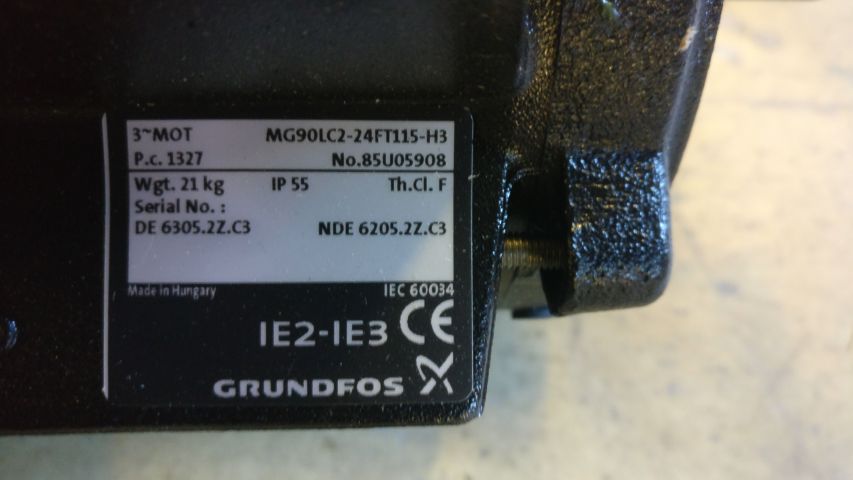 3~MOT MG90LC2-24FT115-H3
P.c. 1327 No.85U05908
Wgt. 21 kg IP 55 Th.Cl. F
Serial No. :
DE 6305.2Z.C3 NDE 6205.2Z.C3
Made in Hungary IEC 60034
IE2-IE3 CE
GRUNDFOS